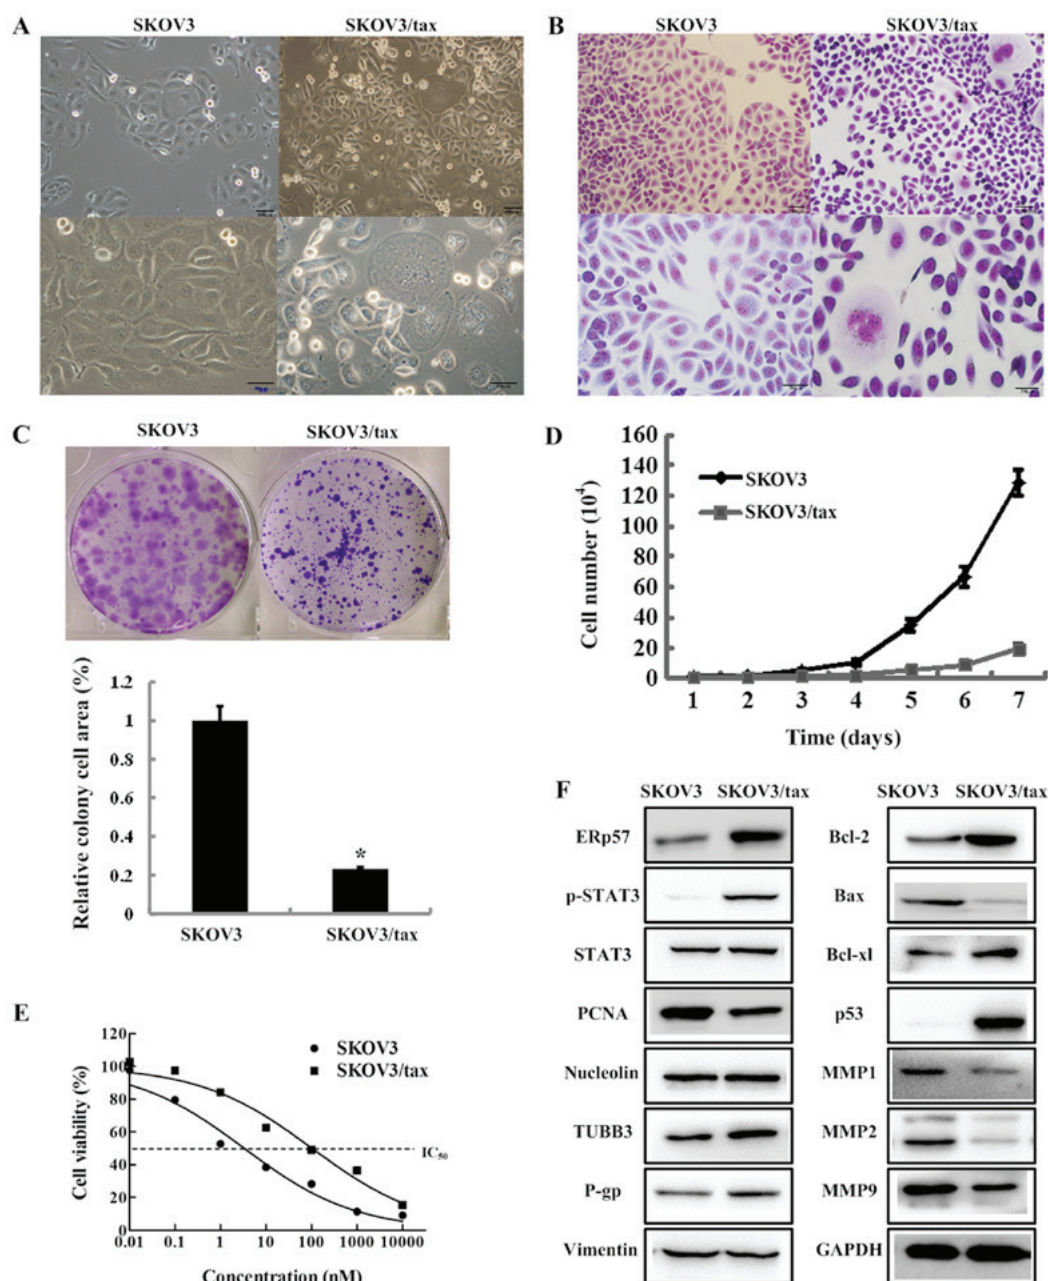 A
SKOV3
SKOV3/tax
B
SKOV3
SKOV3/tax
C
SKOV3
SKOV3/tax
Relative colony cell area (%)
1.2
1
0.8
0.6
0.4
0.2
0
*
SKOV3
SKOV3/tax
D
Cell number (10⁴)
160
140
120
100
80
60
40
20
0
SKOV3
SKOV3/tax
1 2 3 4 5 6 7
Time (days)
E
Cell viability (%)
120
100
80
60
40
20
0
SKOV3
SKOV3/tax
IC₅₀
0.01 0.1 1 10 100 1000 10000
Concentration (nM)
F
SKOV3 SKOV3/tax
ERp57
p-STAT3
STAT3
PCNA
Nucleolin
TUBB3
P-gp
Vimentin
SKOV3 SKOV3/tax
Bcl-2
Bax
Bcl-xl
p53
MMP1
MMP2
MMP9
GAPDH